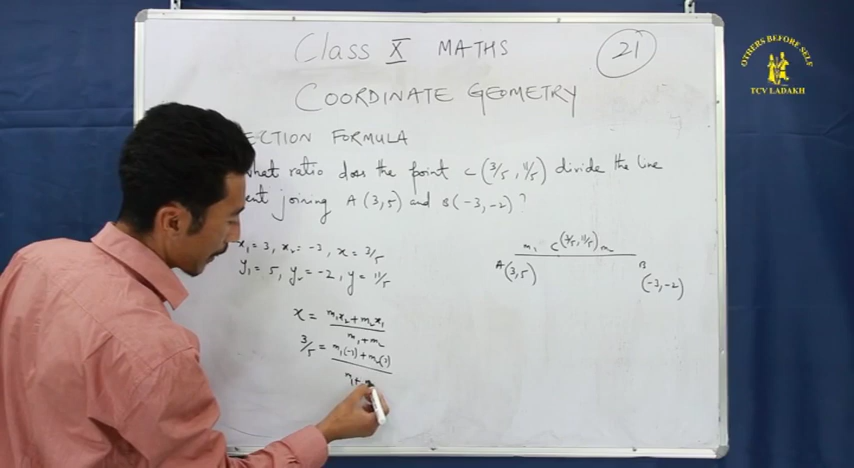 Class X MATHS
21
COORDINATE GEOMETRY
ECTION FORMULA
What ratio does the point C(3/5, 11/5) divide the line
ent joining A(3,5) and B(-3,-2)?
x₁=3, x₂=-3, x=3/5
y₁=5, y₂=-2, y=11/5
x = m₁x₂+m₂x₁
m₁+m₂
3/5 = m₁(-3)+m₂(3)
m₁+
m₁ C(3/5, 11/5) m
A(3,5)
B
(-3,-2)
OTHERS BEFORE SELF
TCV LADAKH